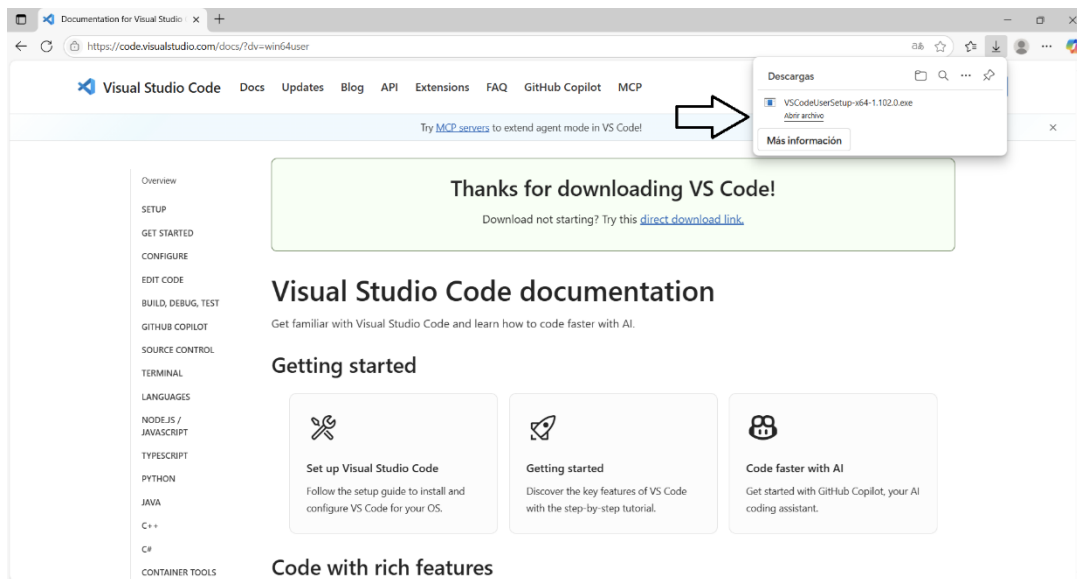 Documentation for Visual Studio
https://code.visualstudio.com/docs/?dv=win64user
Visual Studio Code
Docs
Updates
Blog
API
Extensions
FAQ
GitHub Copilot
MCP
Descargas
VSCodeUserSetup-x64-1.102.0.exe
Abrir archivo
Más información
Try MCP servers to extend agent mode in VS Code!
Thanks for downloading VS Code!
Download not starting? Try this direct download link.
Overview
SETUP
GET STARTED
CONFIGURE
EDIT CODE
BUILD, DEBUG, TEST
GITHUB COPILOT
SOURCE CONTROL
TERMINAL
LANGUAGES
NODE.JS /
JAVASCRIPT
TYPESCRIPT
PYTHON
JAVA
C++
C#
CONTAINER TOOLS
Visual Studio Code documentation
Get familiar with Visual Studio Code and learn how to code faster with AI.
Getting started
Set up Visual Studio Code
Follow the setup guide to install and
configure VS Code for your OS.
Getting started
Discover the key features of VS Code
with the step-by-step tutorial.
Code faster with AI
Get started with GitHub Copilot, your AI
coding assistant.
Code with rich features